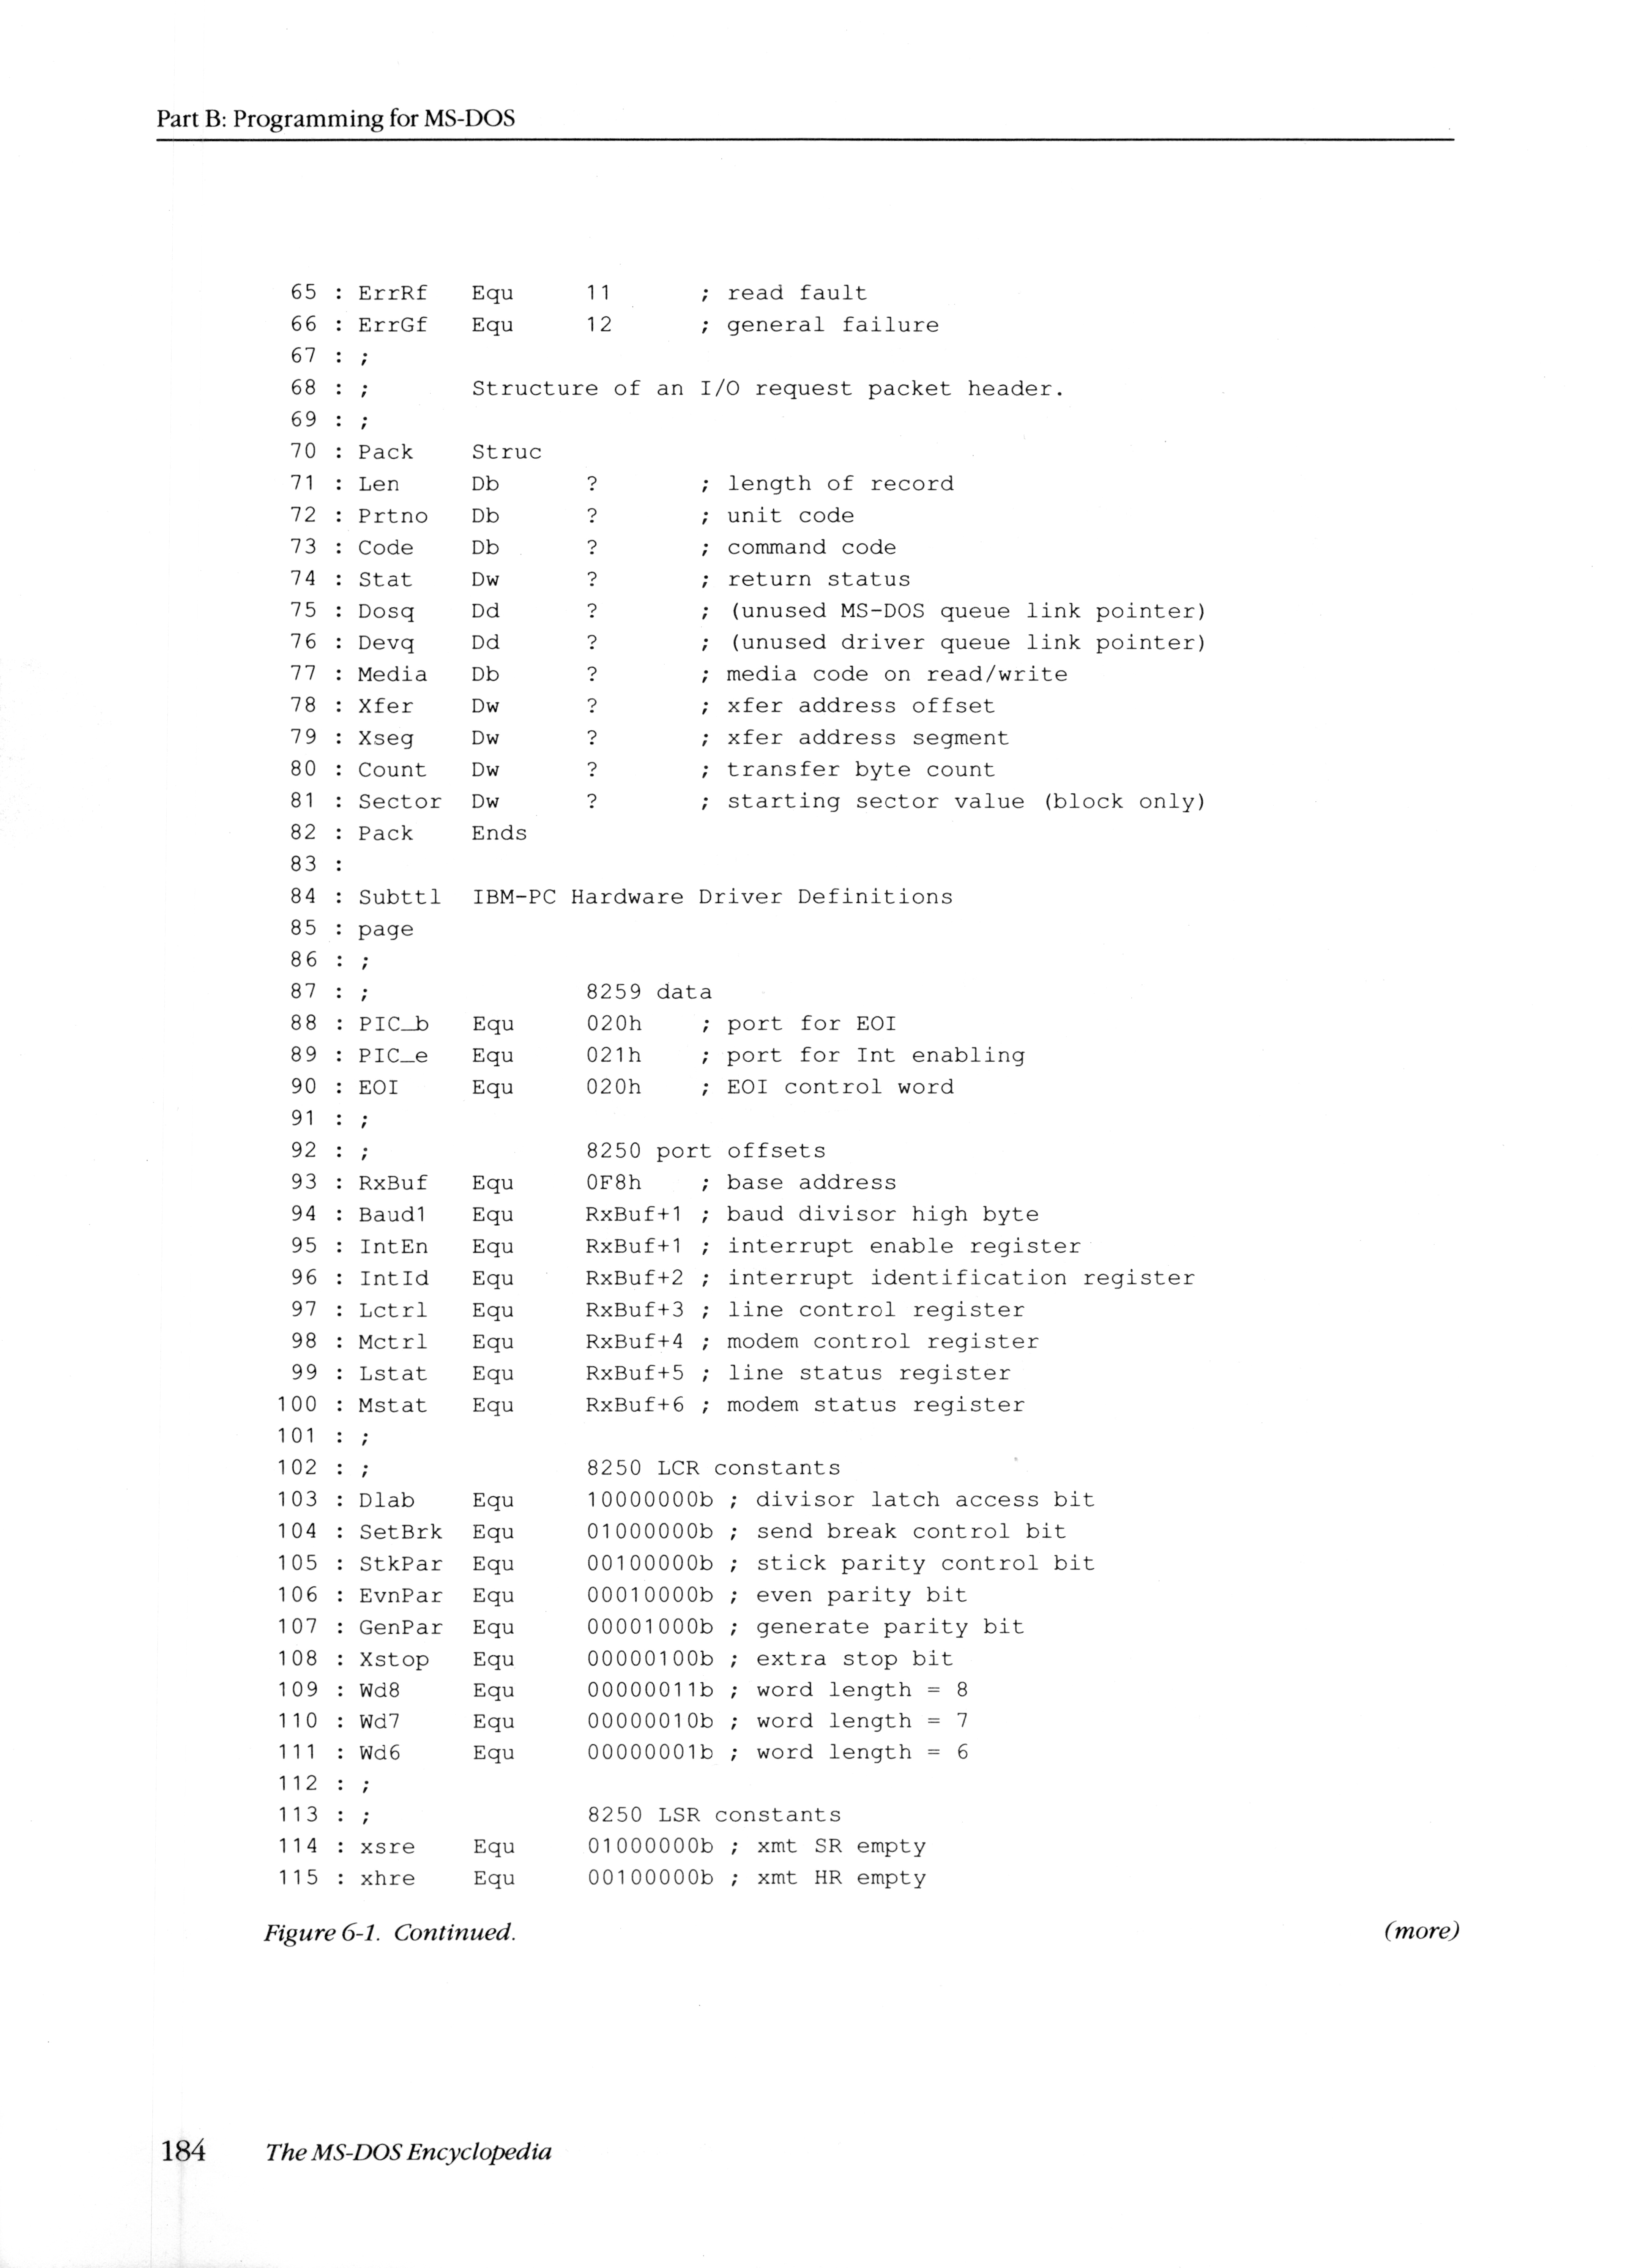 Part B: Programming for MS-DOS
65 : ErrRf   Equ     11      ; read fault
66 : ErrGf   Equ     12      ; general failure
67 : ;
68 : ;       Structure of an I/O request packet header.
69 : ;
70 : Pack    Struc
71 : Len     Db      ?       ; length of record
72 : Prtno   Db      ?       ; unit code
73 : Code    Db      ?       ; command code
74 : Stat    Dw      ?       ; return status
75 : Dosq    Dd      ?       ; (unused MS-DOS queue link pointer)
76 : Devq    Dd      ?       ; (unused driver queue link pointer)
77 : Media   Db      ?       ; media code on read/write
78 : Xfer    Dw      ?       ; xfer address offset
79 : Xseg    Dw      ?       ; xfer address segment
80 : Count   Dw      ?       ; transfer byte count
81 : Sector  Dw      ?       ; starting sector value (block only)
82 : Pack    Ends
83 :
84 : Subttl  IBM-PC Hardware Driver Definitions
85 : page
86 : ;
87 : ;               8259 data
88 : PIC_b   Equ     020h    ; port for EOI
89 : PIC_e   Equ     021h    ; port for Int enabling
90 : EOI     Equ     020h    ; EOI control word
91 : ;
92 : ;               8250 port offsets
93 : RxBuf   Equ     0F8h    ; base address
94 : Baud1   Equ     RxBuf+1 ; baud divisor high byte
95 : IntEn   Equ     RxBuf+1 ; interrupt enable register
96 : IntId   Equ     RxBuf+2 ; interrupt identification register
97 : Lctrl   Equ     RxBuf+3 ; line control register
98 : Mctrl   Equ     RxBuf+4 ; modem control register
99 : Lstat   Equ     RxBuf+5 ; line status register
100 : Mstat   Equ     RxBuf+6 ; modem status register
101 : ;
102 : ;               8250 LCR constants
103 : Dlab    Equ     10000000b ; divisor latch access bit
104 : SetBrk  Equ     01000000b ; send break control bit
105 : StkPar  Equ     00100000b ; stick parity control bit
106 : EvnPar  Equ     00010000b ; even parity bit
107 : GenPar  Equ     00001000b ; generate parity bit
108 : Xstop   Equ     00000100b ; extra stop bit
109 : Wd8     Equ     00000011b ; word length = 8
110 : Wd7     Equ     00000010b ; word length = 7
111 : Wd6     Equ     00000001b ; word length = 6
112 : ;
113 : ;               8250 LSR constants
114 : xsre    Equ     01000000b ; xmt SR empty
115 : xhre    Equ     00100000b ; xmt HR empty
Figure 6-1. Continued. (more)
184 The MS-DOS Encyclopedia